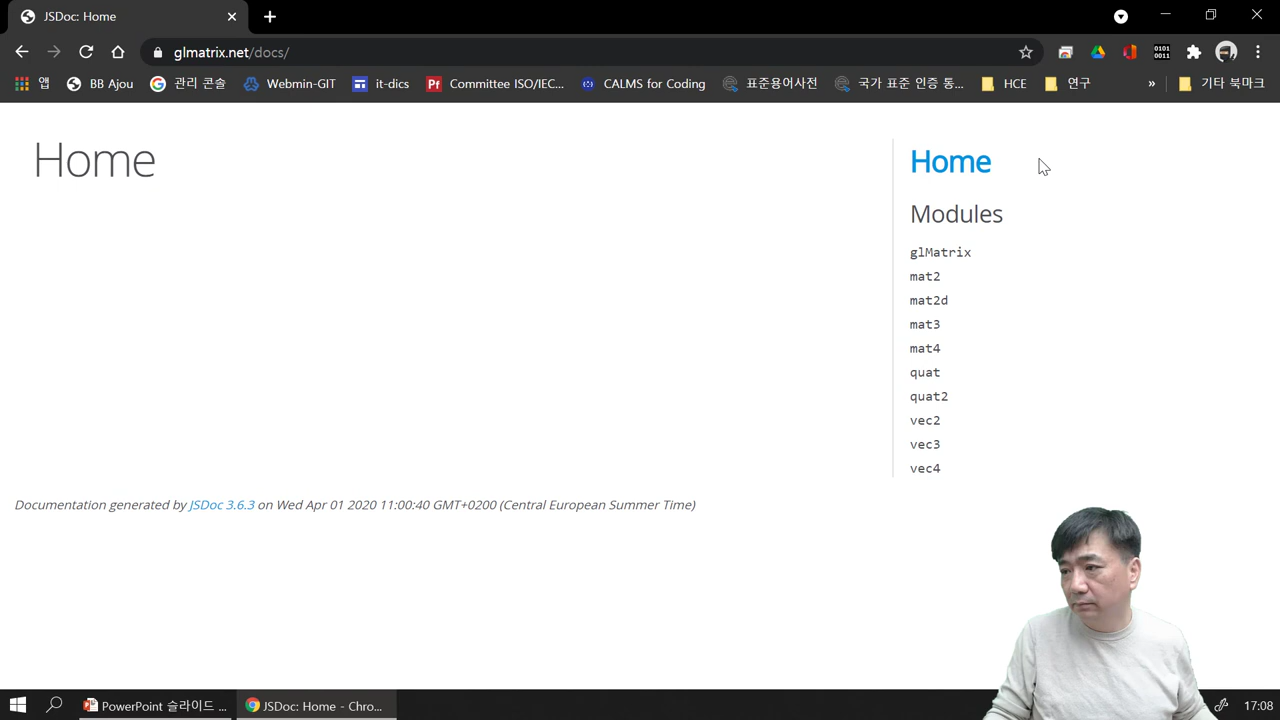 JSDoc: Home
glmatrix.net/docs/
앱
BB Ajou
관리 콘솔
Webmin-GIT
it-dics
Committee ISO/IEC...
CALMS for Coding
표준용어사전
국가 표준 인증 통...
HCE
연구
»
기타 북마크
Home
Home
Modules
glMatrix
mat2
mat2d
mat3
mat4
quat
quat2
vec2
vec3
vec4
Documentation generated by JSDoc 3.6.3 on Wed Apr 01 2020 11:00:40 GMT+0200 (Central European Summer Time)
PowerPoint 슬라이드 ...
JSDoc: Home - Chro...
17:08